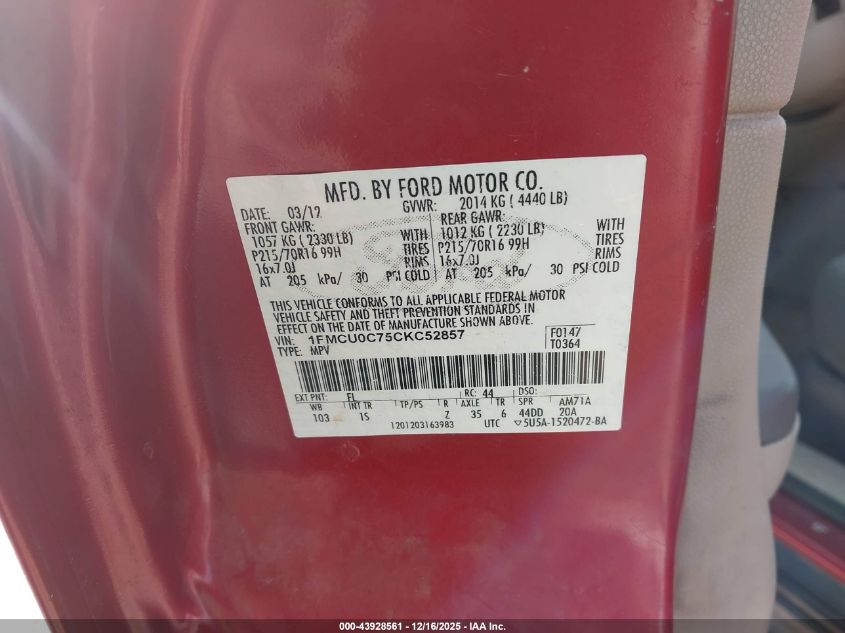 MFD. BY FORD MOTOR CO.
DATE: 03/12 GVWR: 2014 KG ( 4440 LB)
FRONT GAWR: REAR GAWR:
1057 KG ( 2330 LB) WITH 1012 KG ( 2230 LB) WITH
P215/70R16 99H TIRES P215/70R16 99H TIRES
16x7.0J RIMS 16x7.0J RIMS
AT 205 kPa/ 30 PSI COLD AT 205 kPa/ 30 PSI COLD
THIS VEHICLE CONFORMS TO ALL APPLICABLE FEDERAL MOTOR
VEHICLE SAFETY AND THEFT PREVENTION STANDARDS IN
EFFECT ON THE DATE OF MANUFACTURE SHOWN ABOVE.
VIN: 1FMCU0C75CKC52857 F0147
TYPE: MPV T0364
EXT PNT: FL RC: 44 DSO:
WB INT TR TP/PS R AXLE TR SPR AM71A
103 1S Z 35 6 44DD 20A
1201203163983 UTC ▽5U5A-1520472-BA
000-43928561 - 12/16/2025 - IAA Inc.